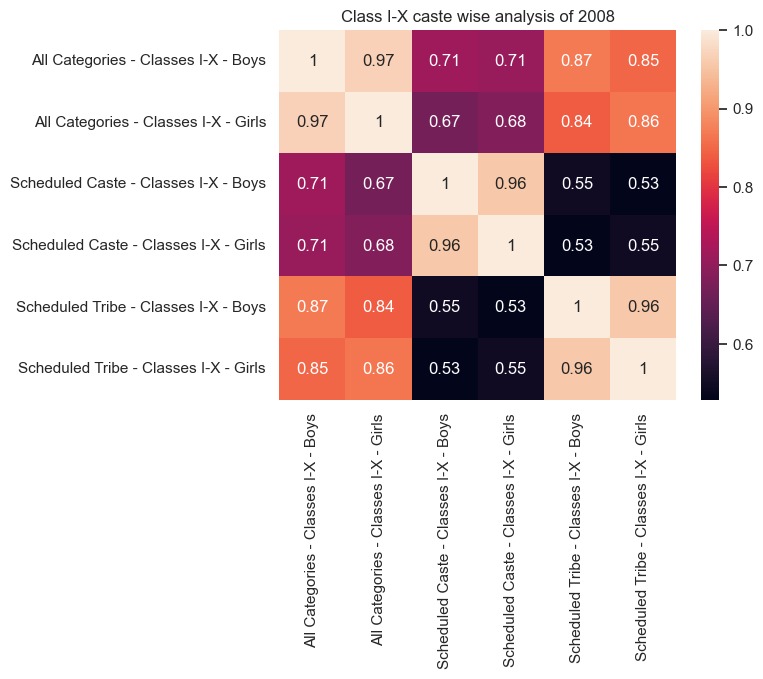 Class I-X caste wise analysis of 2008
All Categories - Classes I-X - Boys 1 0.97 0.71 0.71 0.87 0.85
All Categories - Classes I-X - Girls 0.97 1 0.67 0.68 0.84 0.86
Scheduled Caste - Classes I-X - Boys 0.71 0.67 1 0.96 0.55 0.53
Scheduled Caste - Classes I-X - Girls 0.71 0.68 0.96 1 0.53 0.55
Scheduled Tribe - Classes I-X - Boys 0.87 0.84 0.55 0.53 1 0.96
Scheduled Tribe - Classes I-X - Girls 0.85 0.86 0.53 0.55 0.96 1
All Categories - Classes I-X - Boys
All Categories - Classes I-X - Girls
Scheduled Caste - Classes I-X - Boys
Scheduled Caste - Classes I-X - Girls
Scheduled Tribe - Classes I-X - Boys
Scheduled Tribe - Classes I-X - Girls
1.0
0.9
0.8
0.7
0.6